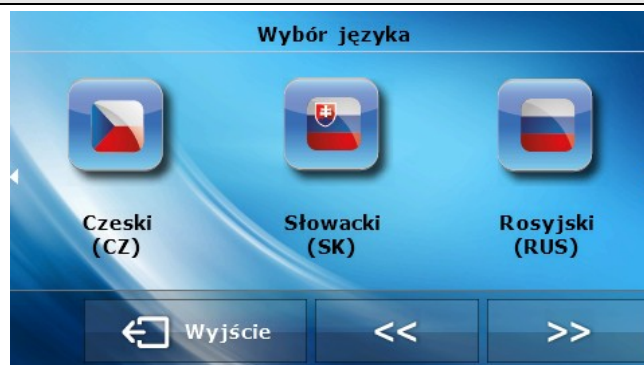 Wybór języka
Czeski
(CZ)
Słowacki
(SK)
Rosyjski
(RUS)
Wyjście
<<
>>